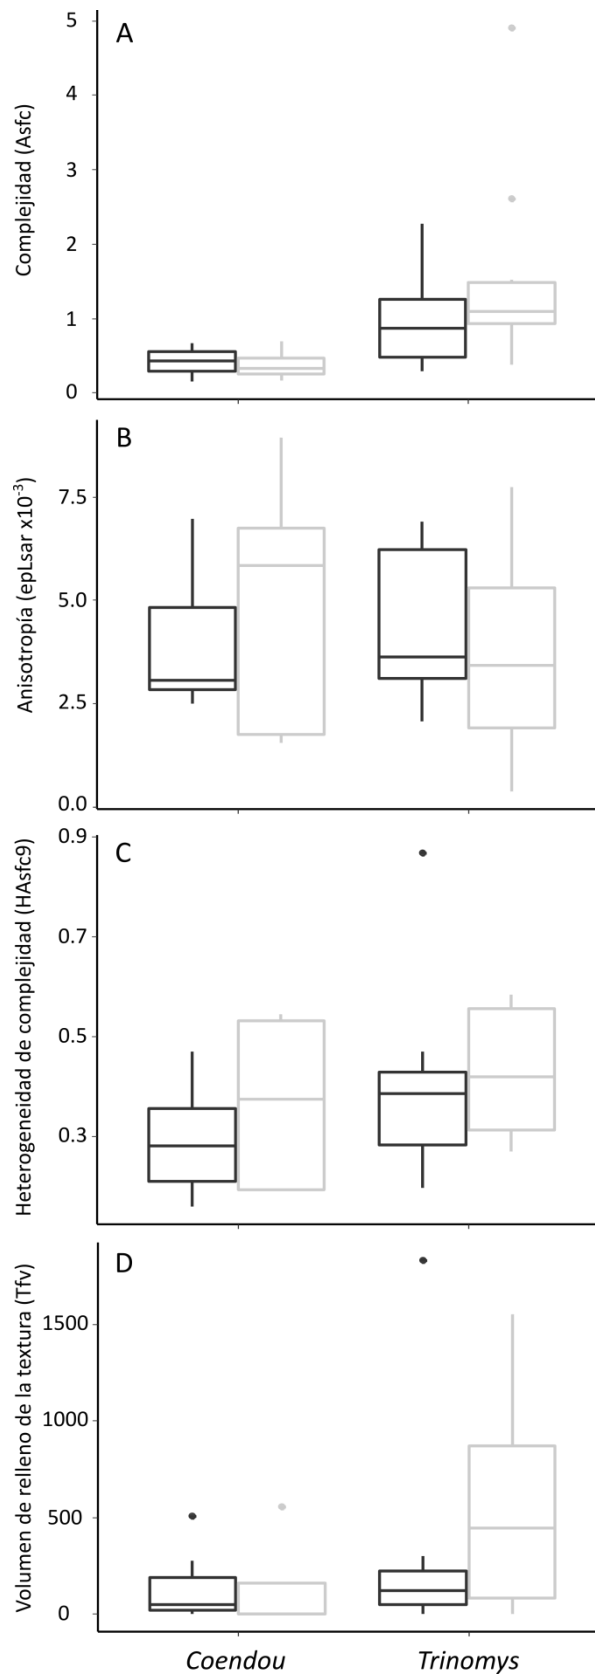 A
Complejidad (Asfc)
5
4
3
2
1
0
B
Anisotropía (epLsar x10⁻³)
7.5
5.0
2.5
0.0
C
Heterogeneidad de complejidad (HAsfc9)
0.9
0.7
0.5
0.3
D
Volumen de relleno de la textura (Tfv)
1500
1000
500
0
Coendou Trinomys